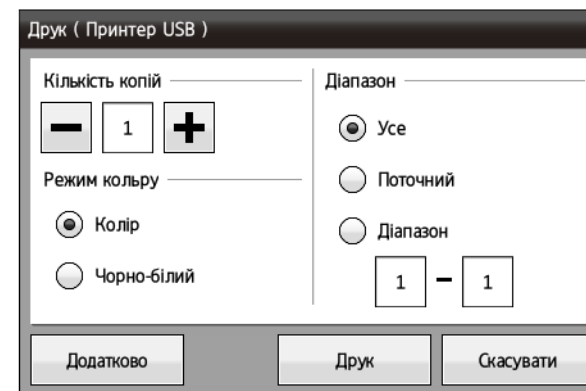 Друк ( Принтер USB )
Кількість копій
1
Режим кольру
Колір
Чорно-білий
Діапазон
Усе
Поточний
Діапазон
1 – 1
Додатково
Друк
Скасувати